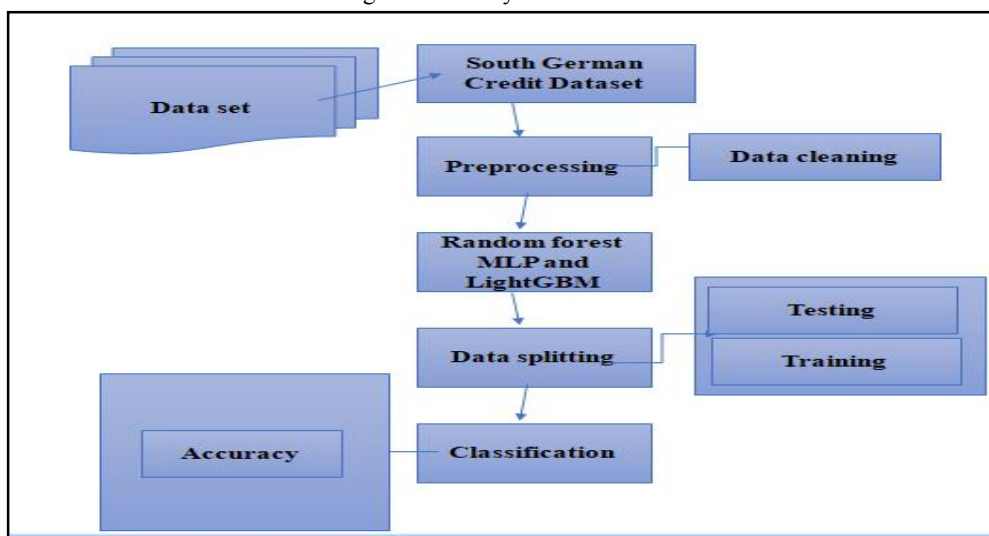 Data set
South German
Credit Dataset
Preprocessing
Data cleaning
Random forest
MLP and
LightGBM
Data splitting
Testing
Training
Classification
Accuracy